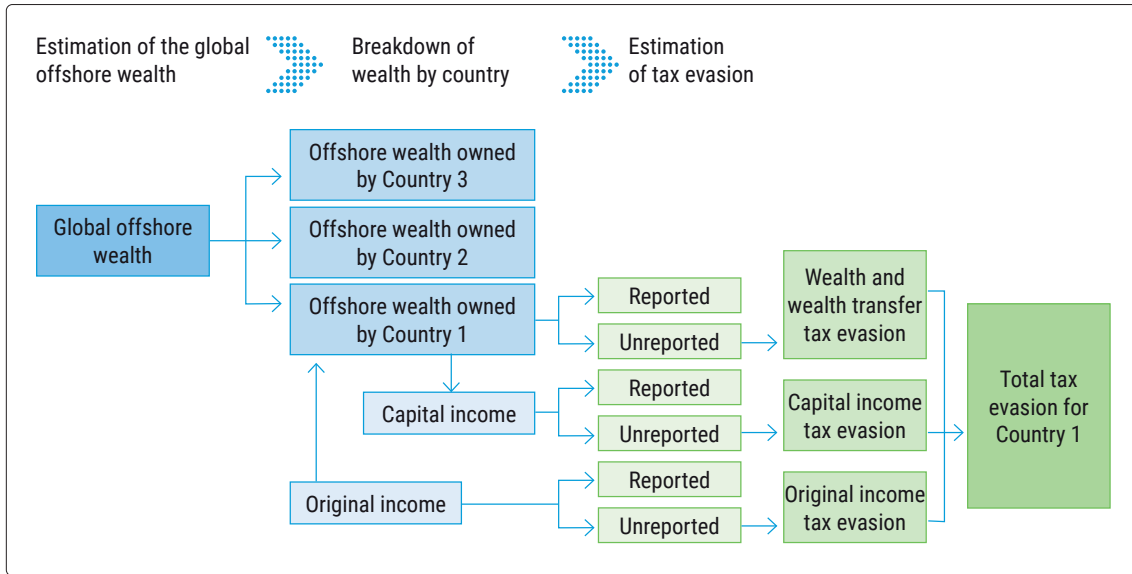 Estimation of the global
offshore wealth
Breakdown of
wealth by country
Estimation
of tax evasion
Offshore wealth owned
by Country 3
Global offshore
wealth
Offshore wealth owned
by Country 2
Offshore wealth owned
by Country 1
Reported
Unreported
Wealth and
wealth transfer
tax evasion
Capital income
Reported
Unreported
Capital income
tax evasion
Original income
Reported
Unreported
Original income
tax evasion
Total tax
evasion for
Country 1